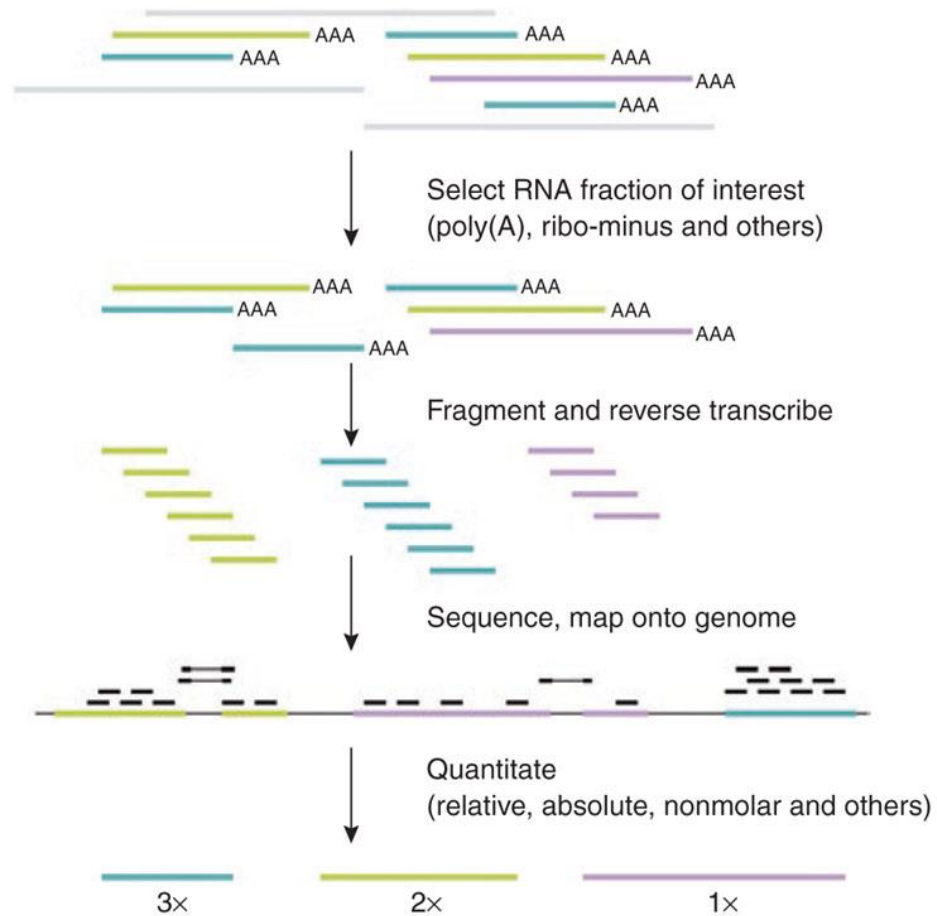 AAA
AAA
AAA
AAA
AAA
AAA
Select RNA fraction of interest
(poly(A), ribo-minus and others)
AAA
AAA
AAA
AAA
AAA
AAA
Fragment and reverse transcribe
Sequence, map onto genome
Quantitate
(relative, absolute, nonmolar and others)
3×
2×
1×